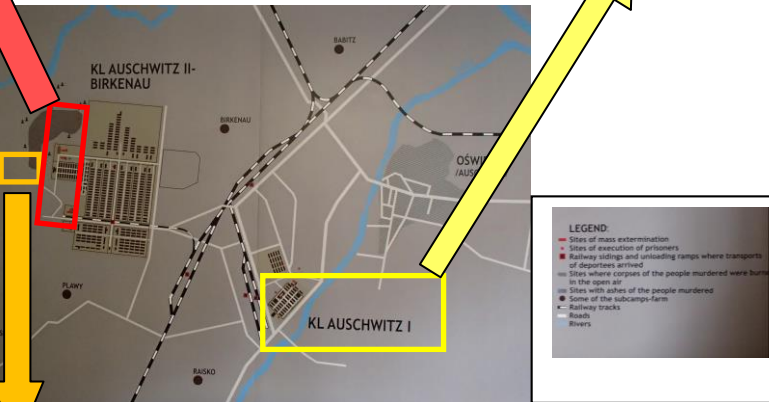 BABITZ
KL AUSCHWITZ II-
BIRKENAU
BIRKENAU
OŚWI
/AUSC
PLAWY
KL AUSCHWITZ I
RAISKO
LEGEND:
Sites of mass extermination
Sites of execution of prisoners
Railway sidings and unloading ramps where transports
of deportees arrived
Sites where corpses of the people murdered were burne
in the open air
Sites with ashes of the people murdered
Some of the subcamps-farm
Railway tracks
Roads
Rivers